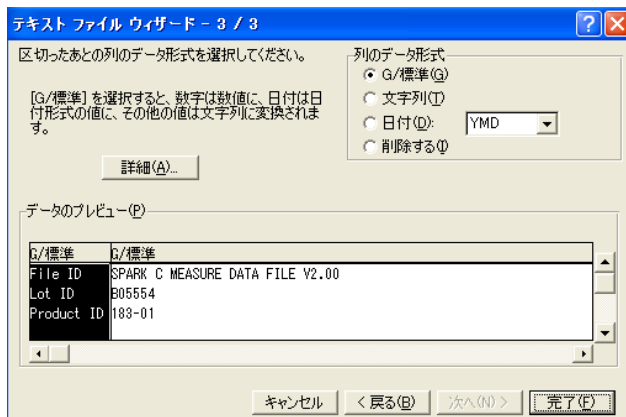 テキスト ファイル ウィザード - 3 / 3
区切ったあとの列のデータ形式を選択してください。
[G/標準] を選択すると、数字は数値に、日付は日
付形式の値に、その他の値は文字列に変換されま
す。
詳細(A)...
列のデータ形式
G/標準(G)
文字列(T)
日付(D):
YMD
削除する(I)
データのプレビュー(P)
G/標準 G/標準
File ID SPARK C MEASURE DATA FILE V2.00
Lot ID B05554
Product ID 183-01
キャンセル < 戻る(B) 次へ(N) > 完了(F)